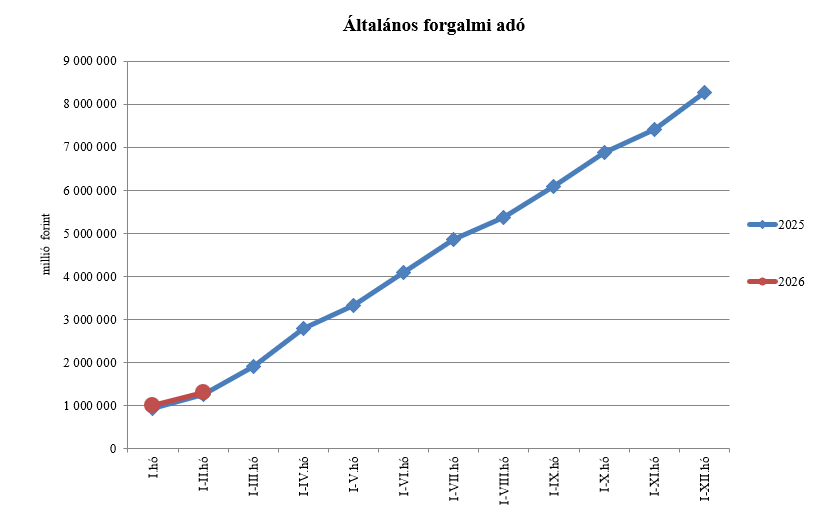 Általános forgalmi adó
9 000 000
8 000 000
7 000 000
6 000 000
5 000 000
4 000 000
3 000 000
2 000 000
1 000 000
0
millió forint
I.hó
I-II.hó
I-III.hó
I-IV.hó
I-V.hó
I-VI.hó
I-VII.hó
I-VIII.hó
I-IX.hó
I-X.hó
I-XI.hó
I-XII.hó
2025
2026